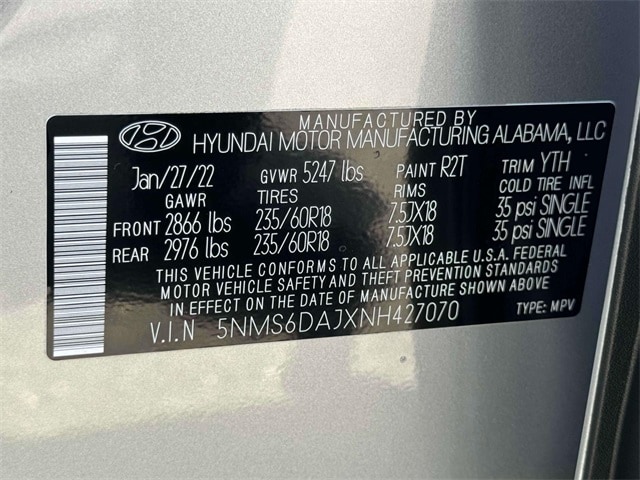 MANUFACTURED BY
HYUNDAI MOTOR MANUFACTURING ALABAMA, LLC
Jan/27/22 GVWR 5247 lbs PAINT R2T TRIM YTH
GAWR TIRES RIMS COLD TIRE INFL
FRONT 2866 lbs 235/60R18 7.5JX18 35 psi SINGLE
REAR 2976 lbs 235/60R18 7.5JX18 35 psi SINGLE
THIS VEHICLE CONFORMS TO ALL APPLICABLE U.S.A. FEDERAL
MOTOR VEHICLE SAFETY AND THEFT PREVENTION STANDARDS
IN EFFECT ON THE DATE OF MANUFACTURE SHOWN ABOVE.
V.I.N 5NMS6DAJXNH427070 TYPE: MPV